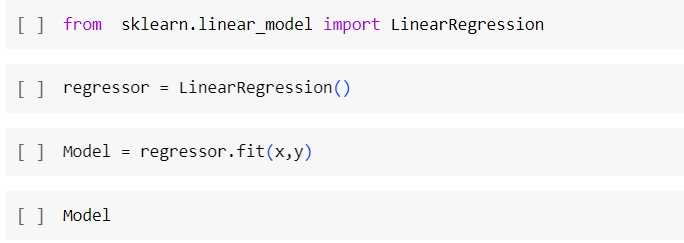 [ ] from  sklearn.linear_model import LinearRegression
[ ] regressor = LinearRegression()
[ ] Model = regressor.fit(x,y)
[ ] Model